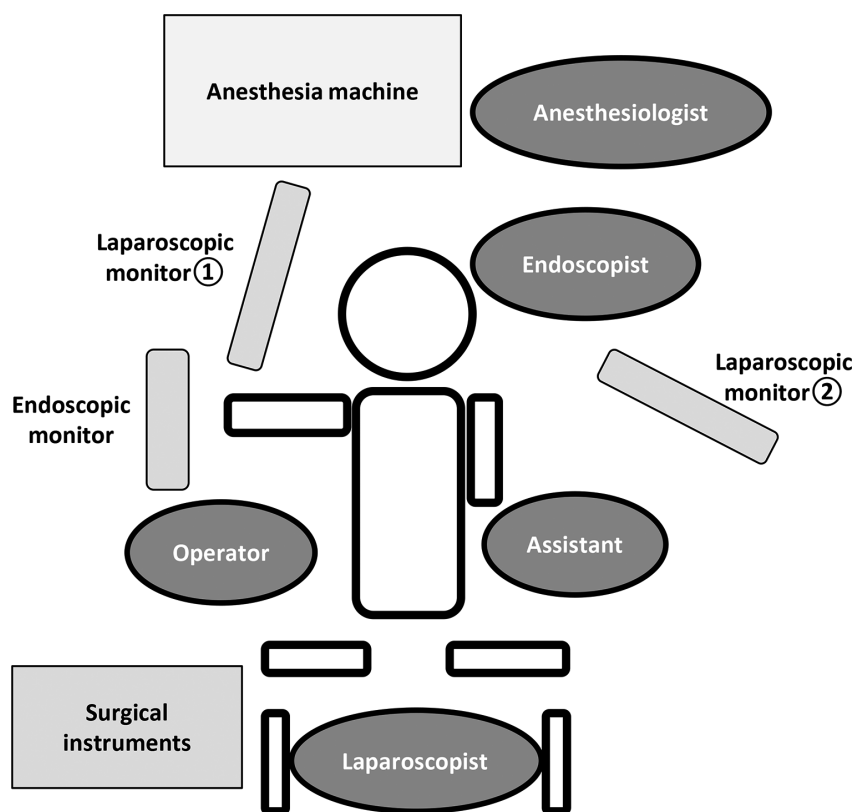 Anesthesia machine
Anesthesiologist
Laparoscopic
monitor①
Endoscopist
Laparoscopic
monitor②
Endoscopic
monitor
Operator
Assistant
Surgical
instruments
Laparoscopist